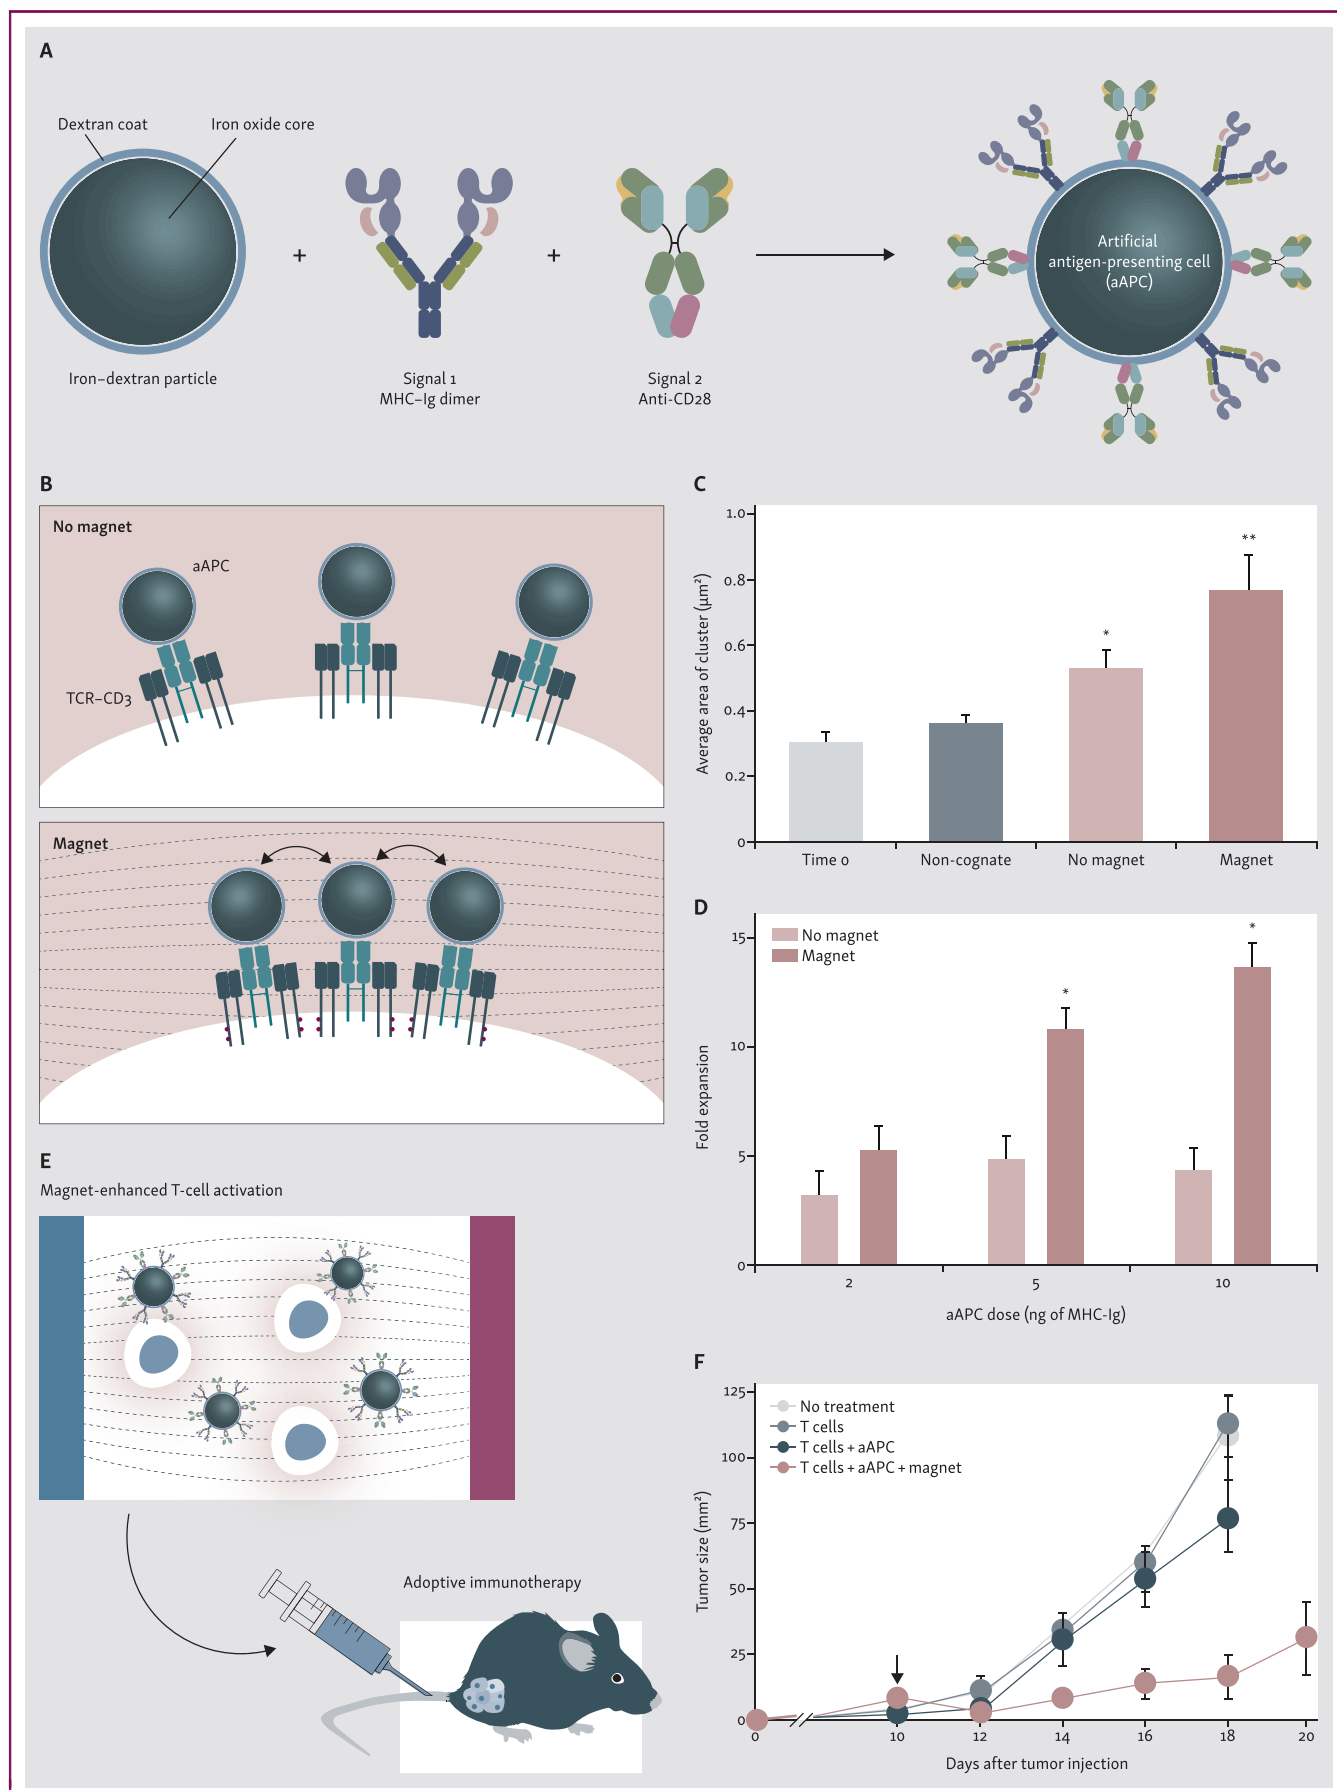 A
Dextran coat
Iron oxide core
+
+
Artificial
antigen-presenting cell
(aAPC)
Iron–dextran particle
Signal 1
MHC–Ig dimer
Signal 2
Anti-CD28
B
No magnet
aAPC
TCR–CD3
Magnet
C
Average area of cluster (µm²)
1.0
0.8
0.6
0.4
0.2
0
*
**
Time 0
Non-cognate
No magnet
Magnet
D
No magnet
Magnet
Fold expansion
15
10
5
0
*
*
2
5
10
aAPC dose (ng of MHC-Ig)
E
Magnet-enhanced T-cell activation
Adoptive immunotherapy
F
No treatment
T cells
T cells + aAPC
T cells + aAPC + magnet
Tumor size (mm²)
125
100
75
50
25
0
0
10
12
14
16
18
20
Days after tumor injection